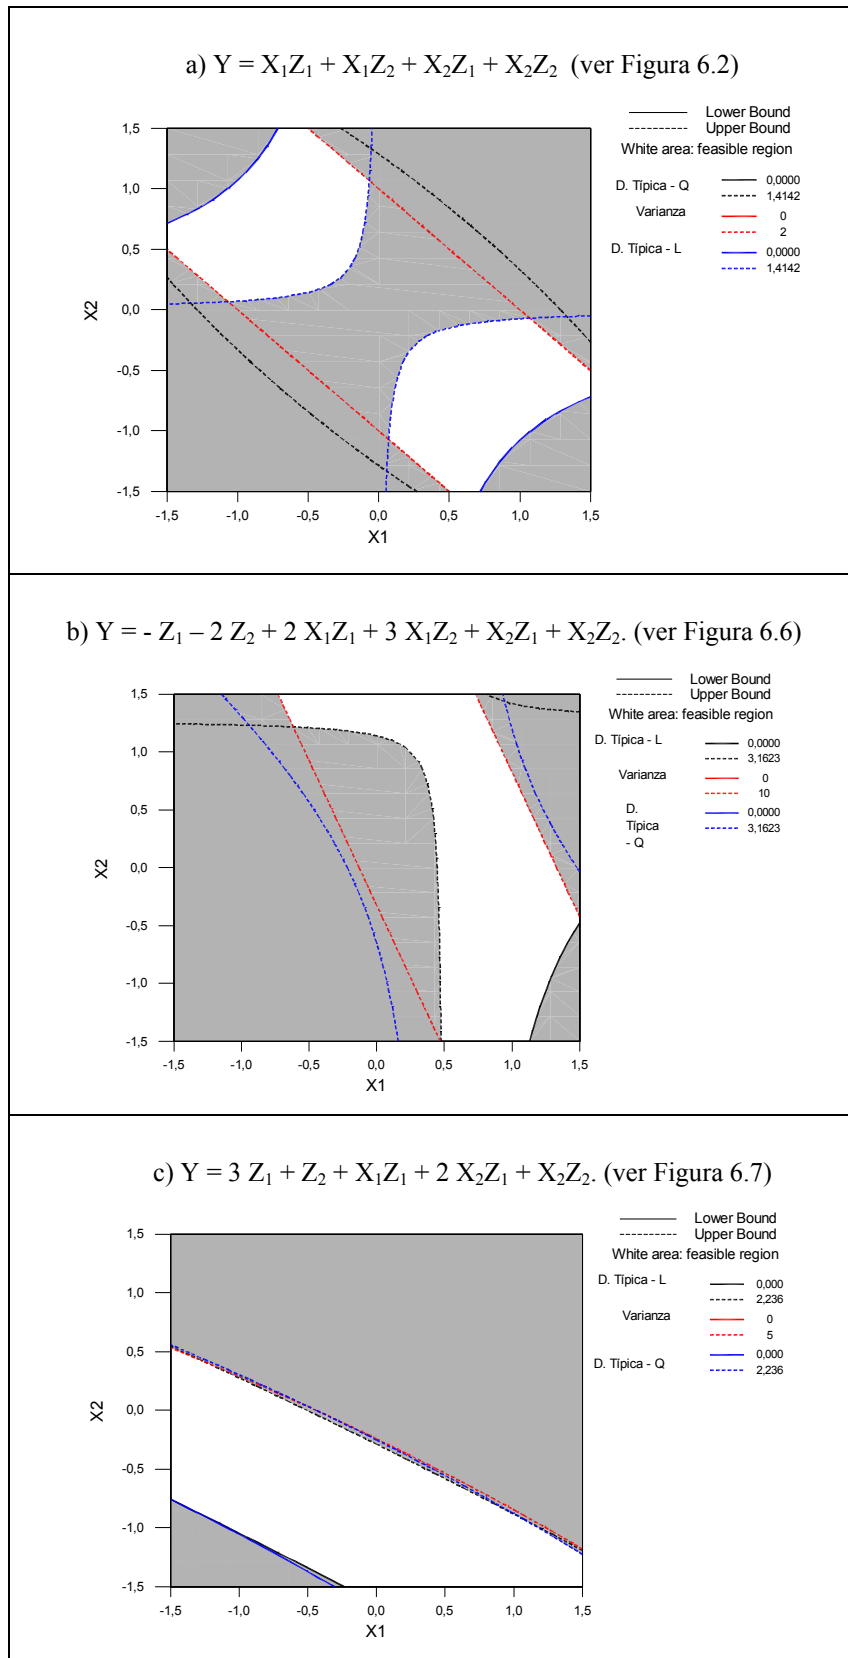 a) Y = X₁Z₁ + X₁Z₂ + X₂Z₁ + X₂Z₂ (ver Figura 6.2)
Lower Bound
Upper Bound
White area: feasible region
D. Típica - Q
0,0000
1,4142
Varianza
0
2
D. Típica - L
0,0000
1,4142
1,5
1,0
0,5
0,0
-0,5
-1,0
-1,5
X2
-1,5 -1,0 -0,5 0,0 0,5 1,0 1,5
X1
b) Y = - Z₁ – 2 Z₂ + 2 X₁Z₁ + 3 X₁Z₂ + X₂Z₁ + X₂Z₂. (ver Figura 6.6)
Lower Bound
Upper Bound
White area: feasible region
D. Típica - L
0,0000
3,1623
Varianza
0
10
D.
Típica
- Q
0,0000
3,1623
1,5
1,0
0,5
0,0
-0,5
-1,0
-1,5
X2
-1,5 -1,0 -0,5 0,0 0,5 1,0 1,5
X1
c) Y = 3 Z₁ + Z₂ + X₁Z₁ + 2 X₂Z₁ + X₂Z₂. (ver Figura 6.7)
Lower Bound
Upper Bound
White area: feasible region
D. Típica - L
0,000
2,236
Varianza
0
5
D. Típica - Q
0,000
2,236
1,5
1,0
0,5
0,0
-0,5
-1,0
-1,5
X2
-1,5 -1,0 -0,5 0,0 0,5 1,0 1,5
X1